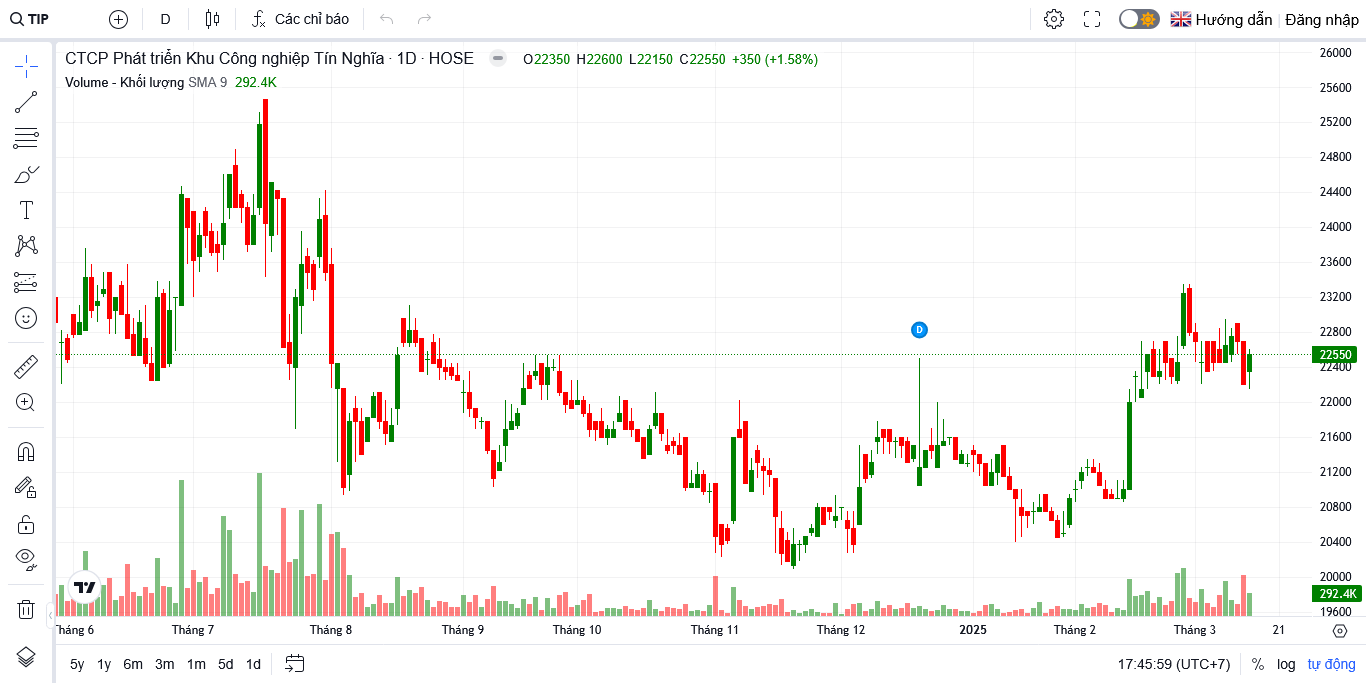 TIP D Các chỉ báo Hướng dẫn Đăng nhập
CTCP Phát triển Khu Công nghiệp Tín Nghĩa · 1D · HOSE O22350 H22600 L22150 C22550 +350 (+1.58%)
Volume - Khối lượng SMA 9 292.4K
26000
25600
25200
24800
24400
24000
23600
23200
22800
22550
22400
22000
21600
21200
20800
20400
20000
292.4K
19600
D
Tháng 6 Tháng 7 Tháng 8 Tháng 9 Tháng 10 Tháng 11 Tháng 12 2025 Tháng 2 Tháng 3 21
5y 1y 6m 3m 1m 5d 1d 17:45:59 (UTC+7) % log tự động